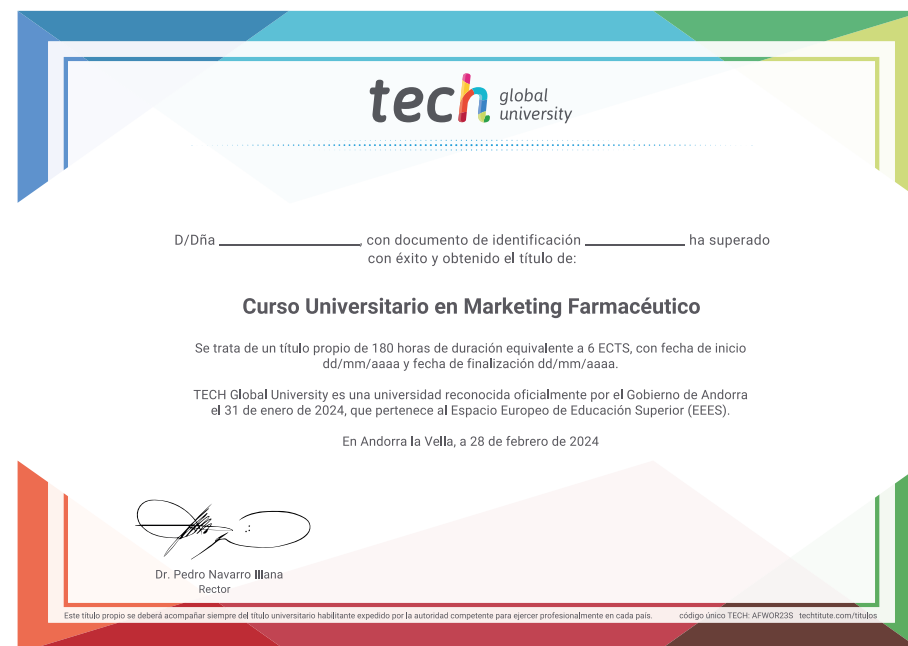 tech global university
D/Dña ____________________, con documento de identificación ______________ ha superado
con éxito y obtenido el título de:
Curso Universitario en Marketing Farmacéutico
Se trata de un título propio de 180 horas de duración equivalente a 6 ECTS, con fecha de inicio
dd/mm/aaaa y fecha de finalización dd/mm/aaaa.
TECH Global University es una universidad reconocida oficialmente por el Gobierno de Andorra
el 31 de enero de 2024, que pertenece al Espacio Europeo de Educación Superior (EEES).
En Andorra la Vella, a 28 de febrero de 2024
Dr. Pedro Navarro Illana
Rector
Este título propio se deberá acompañar siempre del título universitario habilitante expedido por la autoridad competente para ejercer profesionalmente en cada país. código único TECH: AFWOR23S techtitute.com/titulos